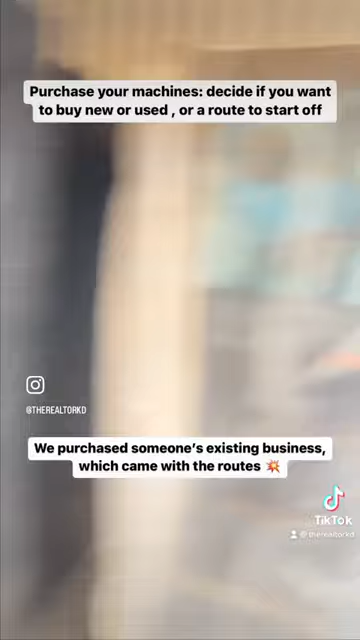 Purchase your machines: decide if you want
to buy new or used , or a route to start off
@THEREALTORKD
We purchased someone's existing business,
which came with the routes 💥
TikTok
@therealtorkd